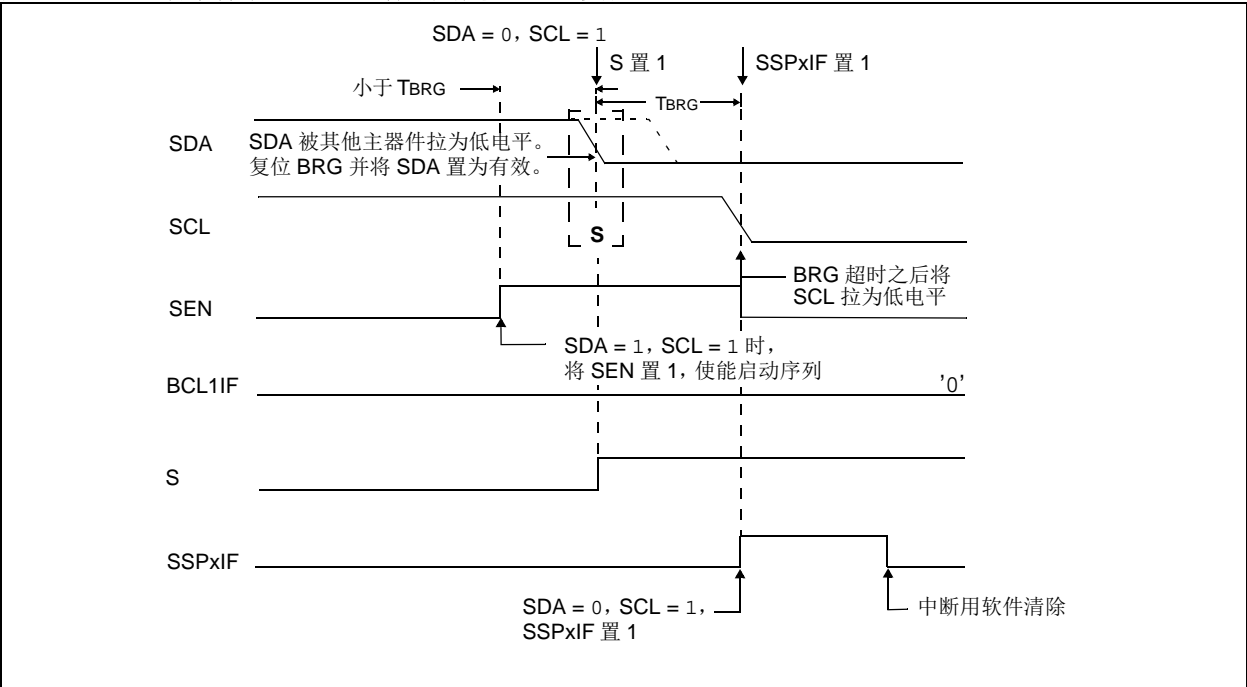 SDA = 0，SCL = 1
S 置 1
SSPxIF 置 1
小于 TBRG
TBRG
SDA
SDA 被其他主器件拉为低电平。
复位 BRG 并将 SDA 置为有效。
SCL
S
BRG 超时之后将
SCL 拉为低电平
SEN
SDA = 1，SCL = 1 时，
将 SEN 置 1，使能启动序列
BCL1IF
'0'
S
SSPxIF
SDA = 0，SCL = 1，
SSPxIF 置 1
中断用软件清除